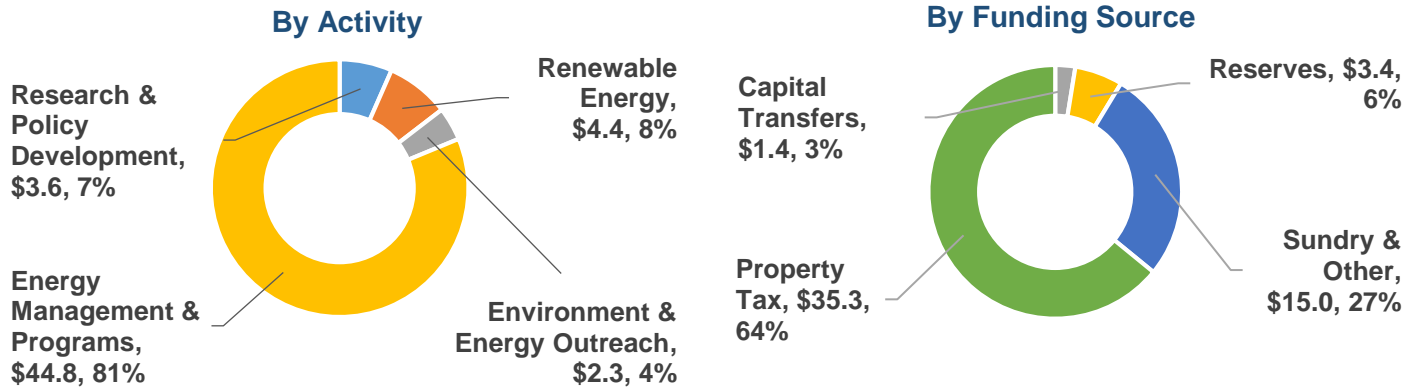 By Activity
Research &
Policy
Development,
$3.6, 7%
Renewable
Energy,
$4.4, 8%
Energy
Management &
Programs,
$44.8, 81%
Environment &
Energy Outreach,
$2.3, 4%
By Funding Source
Capital
Transfers,
$1.4, 3%
Reserves, $3.4,
6%
Property
Tax, $35.3,
64%
Sundry &
Other,
$15.0, 27%